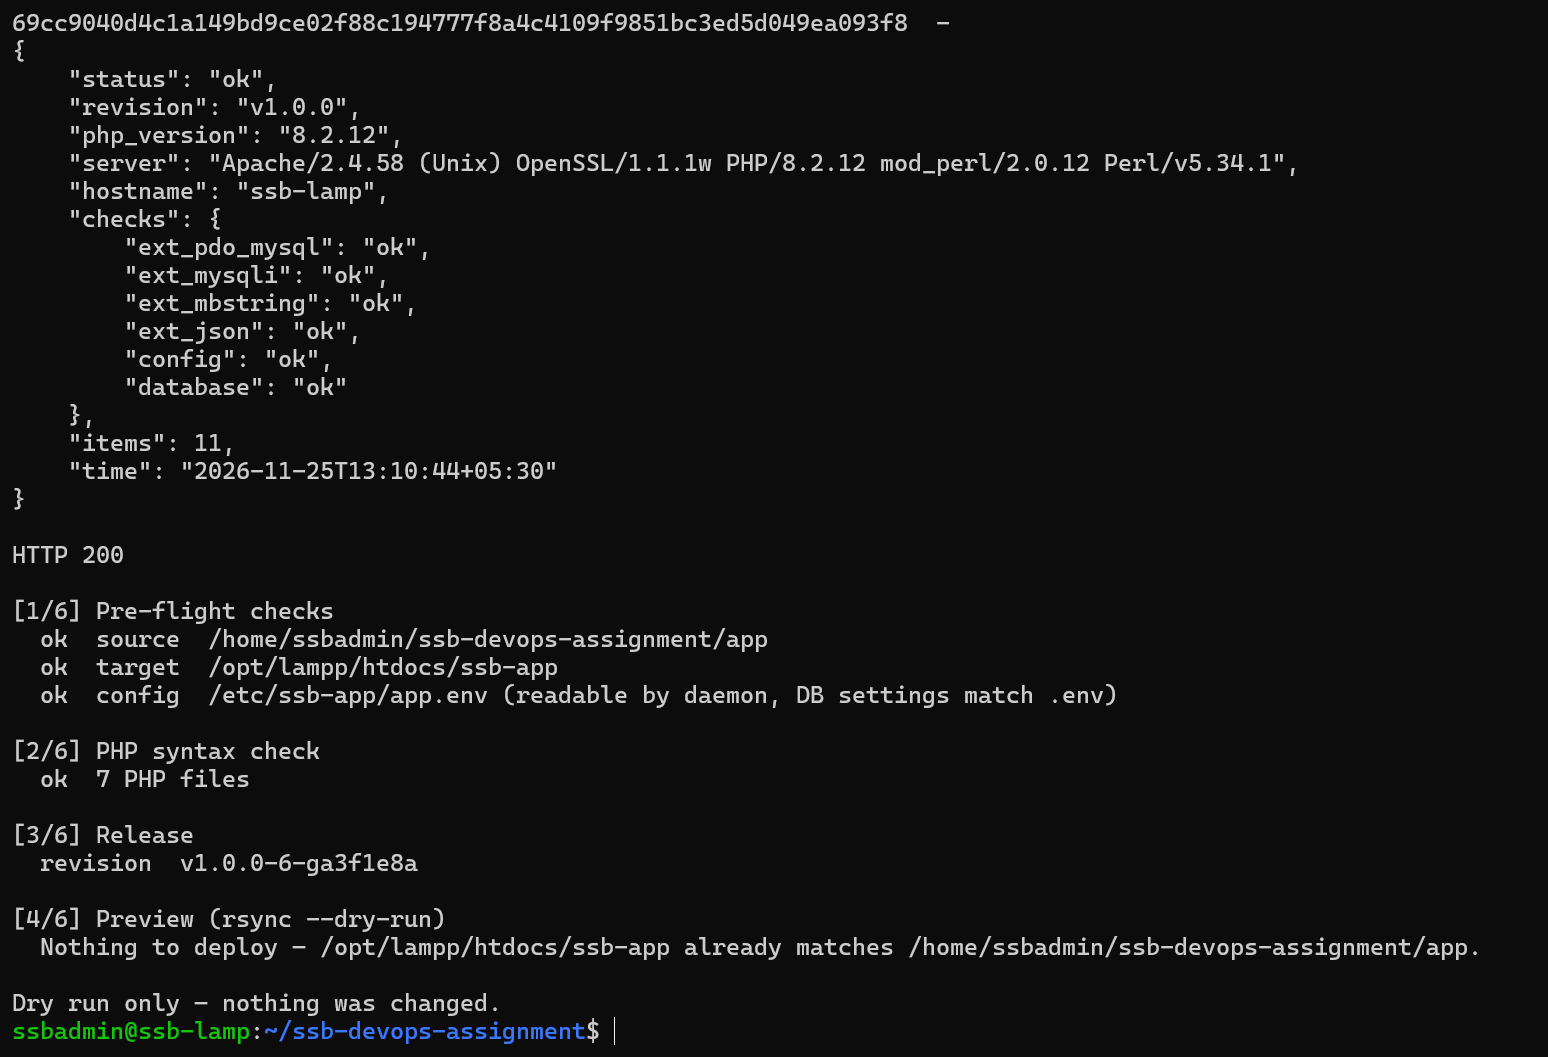 69cc9040d4c1a149bd9ce02f88c194777f8a4c4109f9851bc3ed5d049ea093f8  -
{
    "status": "ok",
    "revision": "v1.0.0",
    "php_version": "8.2.12",
    "server": "Apache/2.4.58 (Unix) OpenSSL/1.1.1w PHP/8.2.12 mod_perl/2.0.12 Perl/v5.34.1",
    "hostname": "ssb-lamp",
    "checks": {
        "ext_pdo_mysql": "ok",
        "ext_mysqli": "ok",
        "ext_mbstring": "ok",
        "ext_json": "ok",
        "config": "ok",
        "database": "ok"
    },
    "items": 11,
    "time": "2026-11-25T13:10:44+05:30"
}

HTTP 200

[1/6] Pre-flight checks
  ok  source  /home/ssbadmin/ssb-devops-assignment/app
  ok  target  /opt/lampp/htdocs/ssb-app
  ok  config  /etc/ssb-app/app.env (readable by daemon, DB settings match .env)

[2/6] PHP syntax check
  ok  7 PHP files

[3/6] Release
  revision  v1.0.0-6-ga3f1e8a

[4/6] Preview (rsync --dry-run)
  Nothing to deploy - /opt/lampp/htdocs/ssb-app already matches /home/ssbadmin/ssb-devops-assignment/app.

Dry run only - nothing was changed.
ssbadmin@ssb-lamp:~/ssb-devops-assignment$